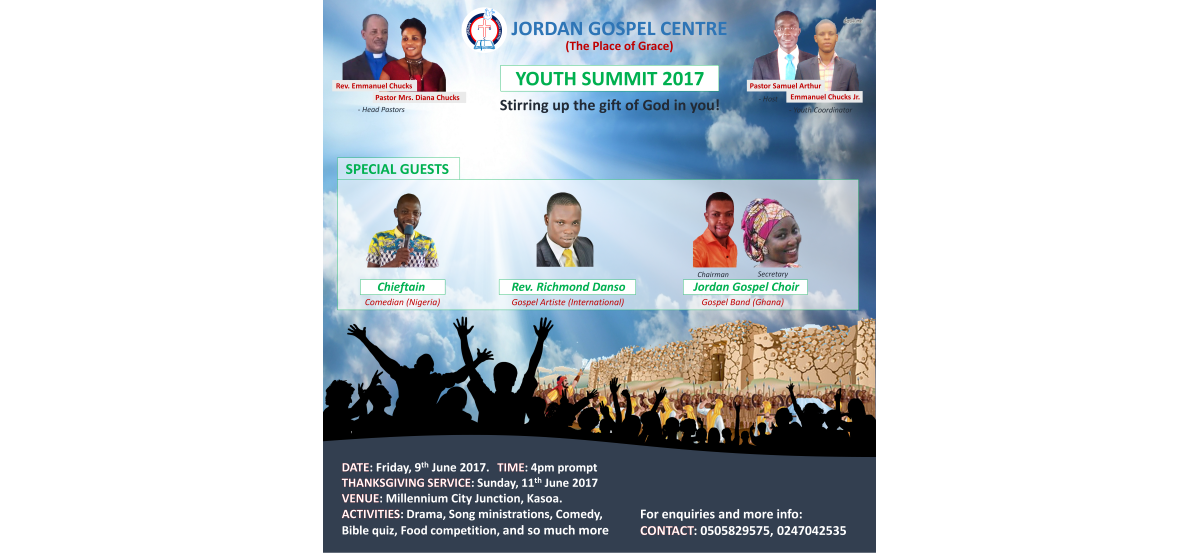 JORDAN GOSPEL CENTRE
(The Place of Grace)
YOUTH SUMMIT 2017
Stirring up the gift of God in you!
Rev. Emmanuel Chucks
Pastor Mrs. Diana Chucks
- Head Pastors
Pastor Samuel Arthur
- Host
Emmanuel Chucks Jr.
Youth Coordinator
SPECIAL GUESTS
Chairman
Secretary
Chieftain
Rev. Richmond Danso
Jordan Gospel Choir
Comedian (Nigeria)
Gospel Artiste (International)
Gospel Band (Ghana)
DATE: Friday, 9th June 2017. TIME: 4pm prompt
THANKSGIVING SERVICE: Sunday, 11th June 2017
VENUE: Millennium City Junction, Kasoa.
ACTIVITIES: Drama, Song ministrations, Comedy,
Bible quiz, Food competition, and so much more
For enquiries and more info:
CONTACT: 0505829575, 0247042535